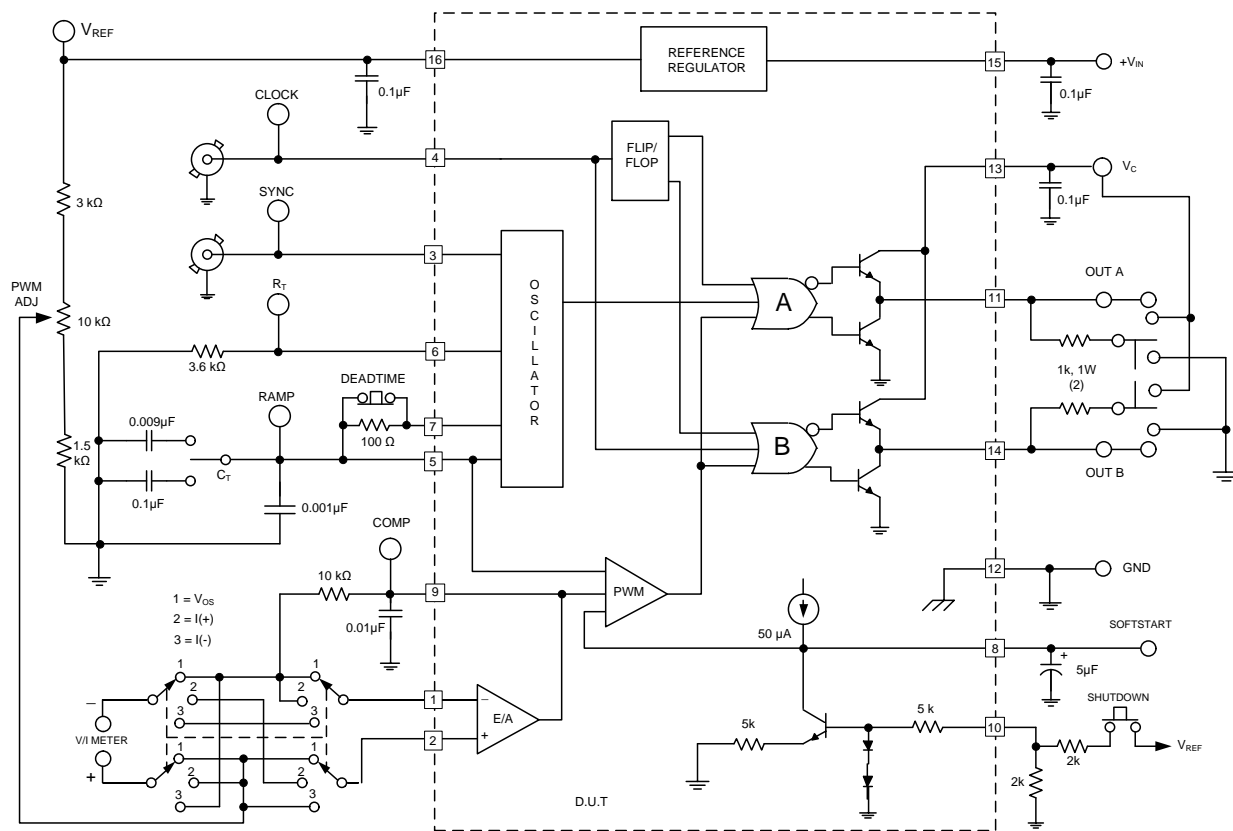 VREF
16
REFERENCE
REGULATOR
15
+VIN
0.1µF
0.1µF
CLOCK
4
FLIP/
FLOP
13
VC
0.1µF
3 kΩ
SYNC
3
PWM
ADJ
10 kΩ
RT
6
3.6 kΩ
OSCILLATOR
A
11
OUT A
1k, 1W
(2)
DEADTIME
100 Ω
7
RAMP
0.009µF
1.5
kΩ
CT
5
0.1µF
0.001µF
B
14
OUT B
COMP
10 kΩ
9
0.01µF
PWM
12
GND
1 = VOS
2 = I(+)
3 = I(-)
50 µA
8
SOFTSTART
+
5µF
1
1
2
2
3
3
–
V/I METER
+
1
–
E/A
2
+
1
1
2
2
3
3
5k
5 k
10
SHUTDOWN
2k
VREF
2k
D.U.T